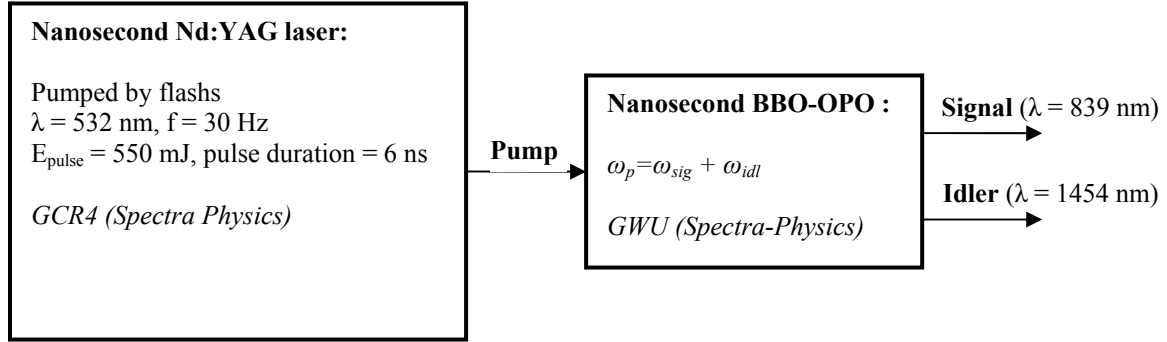 Nanosecond Nd:YAG laser:
Pumped by flashs
λ = 532 nm, f = 30 Hz
Epulse = 550 mJ, pulse duration = 6 ns
GCR4 (Spectra Physics)
Pump
Nanosecond BBO-OPO :
ωp=ωsig + ωidl
GWU (Spectra-Physics)
Signal (λ = 839 nm)
Idler (λ = 1454 nm)